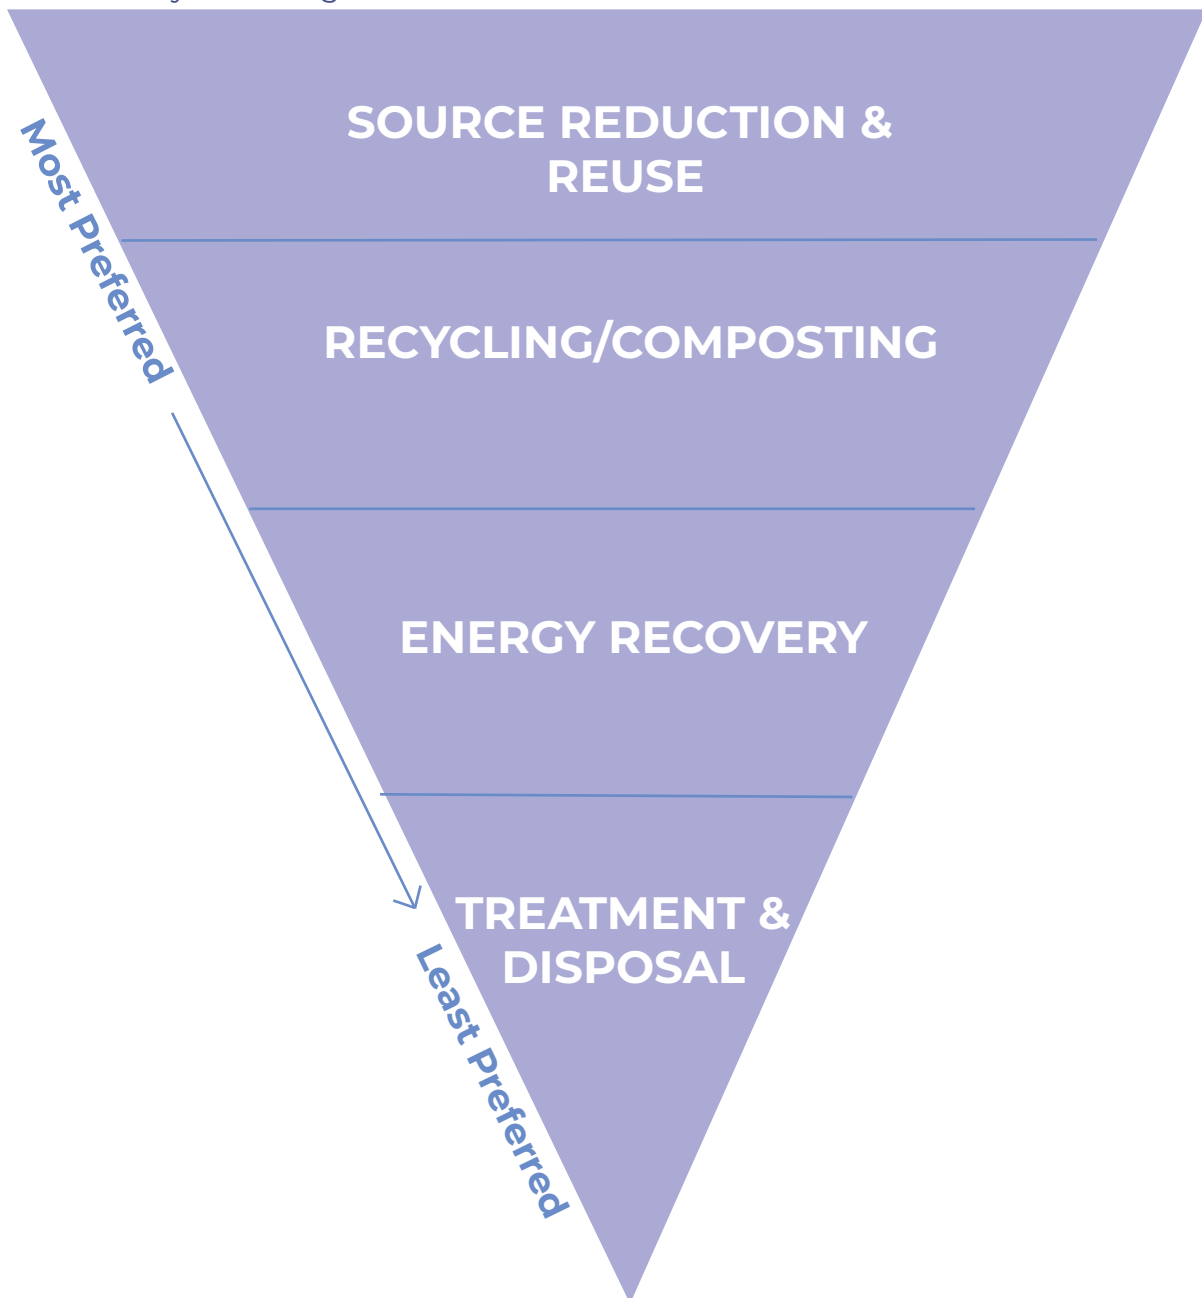 SOURCE REDUCTION &
REUSE
Most Preferred
RECYCLING/COMPOSTING
ENERGY RECOVERY
TREATMENT &
DISPOSAL
Least Preferred